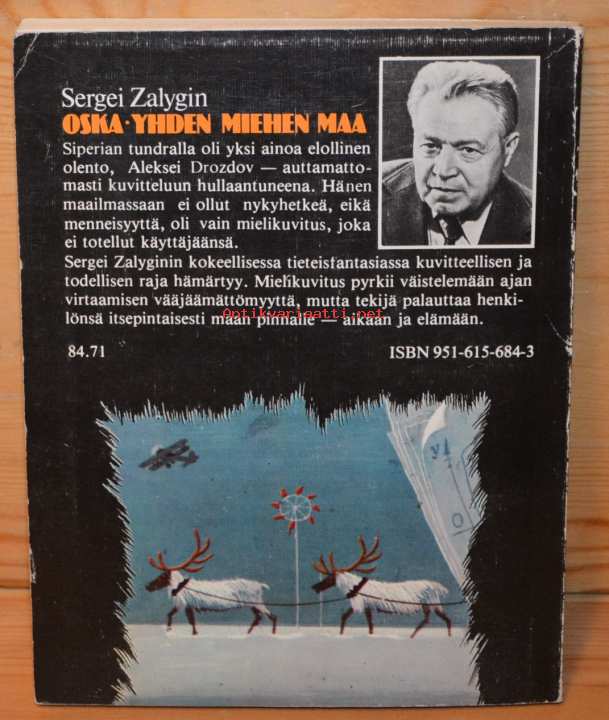 Sergei Zalygin
OSKA·YHDEN MIEHEN MAA
Siperian tundralla oli yksi ainoa elollinen
olento, Aleksei Drozdov — auttamatto-
masti kuvitteluun hullaantuneena. Hänen
maailmassaan ei ollut nykyhetkeä, eikä
menneisyyttä, oli vain mielikuvitus, joka
ei totellut käyttäjäänsä.
Sergei Zalyginin kokeellisessa tieteisfantasiassa kuvitteellisen ja
todellisen raja hämärtyy. Mielikuvitus pyrkii väistelemään ajan
virtaamisen vääjäämättömyyttä, mutta tekijä palauttaa henki-
lönsä itsepintaisesti maan pinnalle — aikaan ja elämään.
Antikvariaatti.net
84.71
ISBN 951-615-684-3
y
0